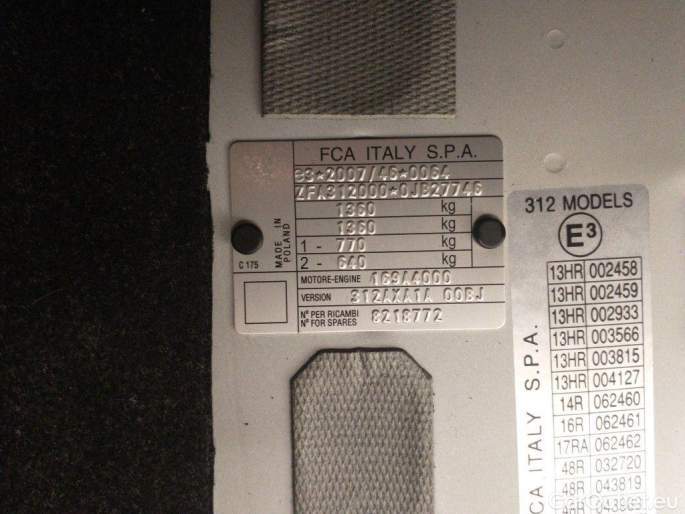 FCA ITALY S.P.A.
e3*2007/46*0064
ZFA312000*0JB27746
1360 kg
1360 kg
1 - 770 kg
2 - 640 kg
MADE IN
POLAND
C 175
MOTORE-ENGINE 169A4000
VERSION 312AXA1A 00BJ
N° PER RICAMBI
N° FOR SPARES 8218772
312 MODELS
E3
FCA ITALY S.P.A.
13HR 002458
13HR 002459
13HR 002933
13HR 003566
13HR 003815
13HR 004127
14R 062460
16R 062461
17RA 062462
48R 032720
48R 043819